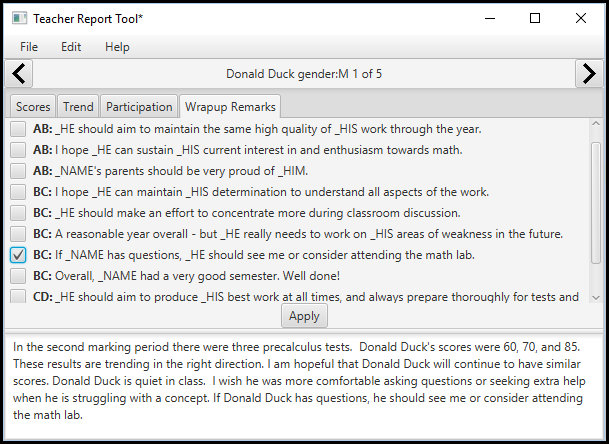 Teacher Report Tool*
File Edit Help
Donald Duck gender:M 1 of 5
Scores Trend Participation Wrapup Remarks
AB: _HE should aim to maintain the same high quality of _HIS work through the year.
AB: I hope _HE can sustain _HIS current interest in and enthusiasm towards math.
AB: _NAME's parents should be very proud of _HIM.
BC: I hope _HE can maintain _HIS determination to understand all aspects of the work.
BC: _HE should make an effort to concentrate more during classroom discussion.
BC: A reasonable year overall - but _HE really needs to work on _HIS areas of weakness in the future.
BC: If _NAME has questions, _HE should see me or consider attending the math lab.
BC: Overall, _NAME had a very good semester. Well done!
CD: _HE should aim to produce _HIS best work at all times, and always prepare thoroughly for tests and
Apply
In the second marking period there were three precalculus tests. Donald Duck's scores were 60, 70, and 85.
These results are trending in the right direction. I am hopeful that Donald Duck will continue to have similar
scores. Donald Duck is quiet in class. I wish he was more comfortable asking questions or seeking extra help
when he is struggling with a concept. If Donald Duck has questions, he should see me or consider attending
the math lab.